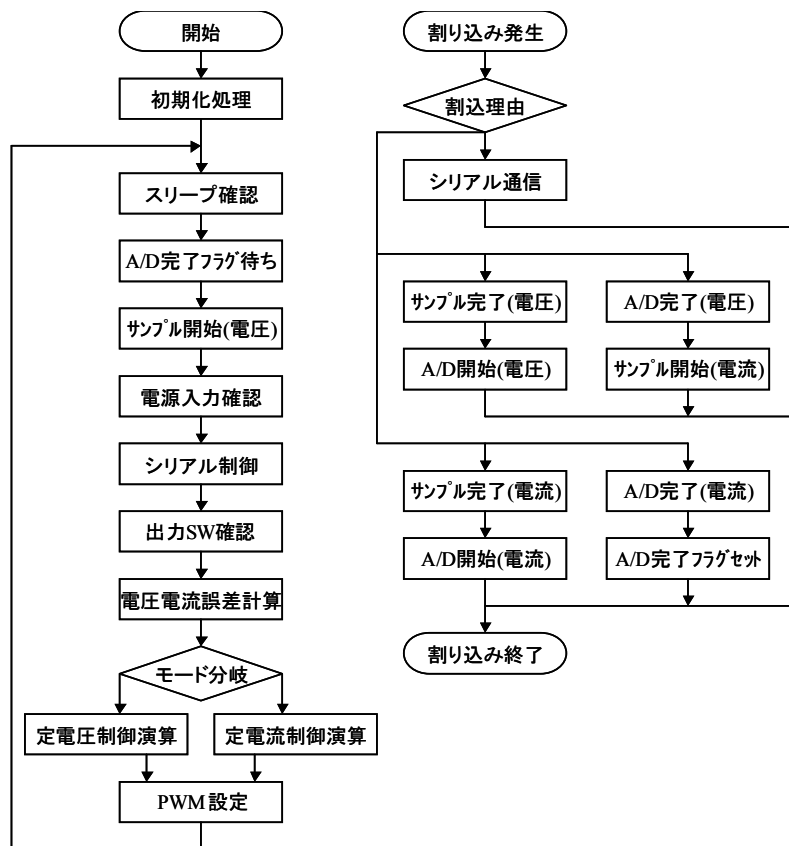 開始
初期化処理
スリープ確認
A/D完了フラグ待ち
サンプル開始(電圧)
電源入力確認
シリアル制御
出力SW確認
電圧電流誤差計算
モード分岐
定電圧制御演算
定電流制御演算
PWM設定
割り込み発生
割込理由
シリアル通信
サンプル完了(電圧)
A/D開始(電圧)
A/D完了(電圧)
サンプル開始(電流)
サンプル完了(電流)
A/D開始(電流)
A/D完了(電流)
A/D完了フラグセット
割り込み終了